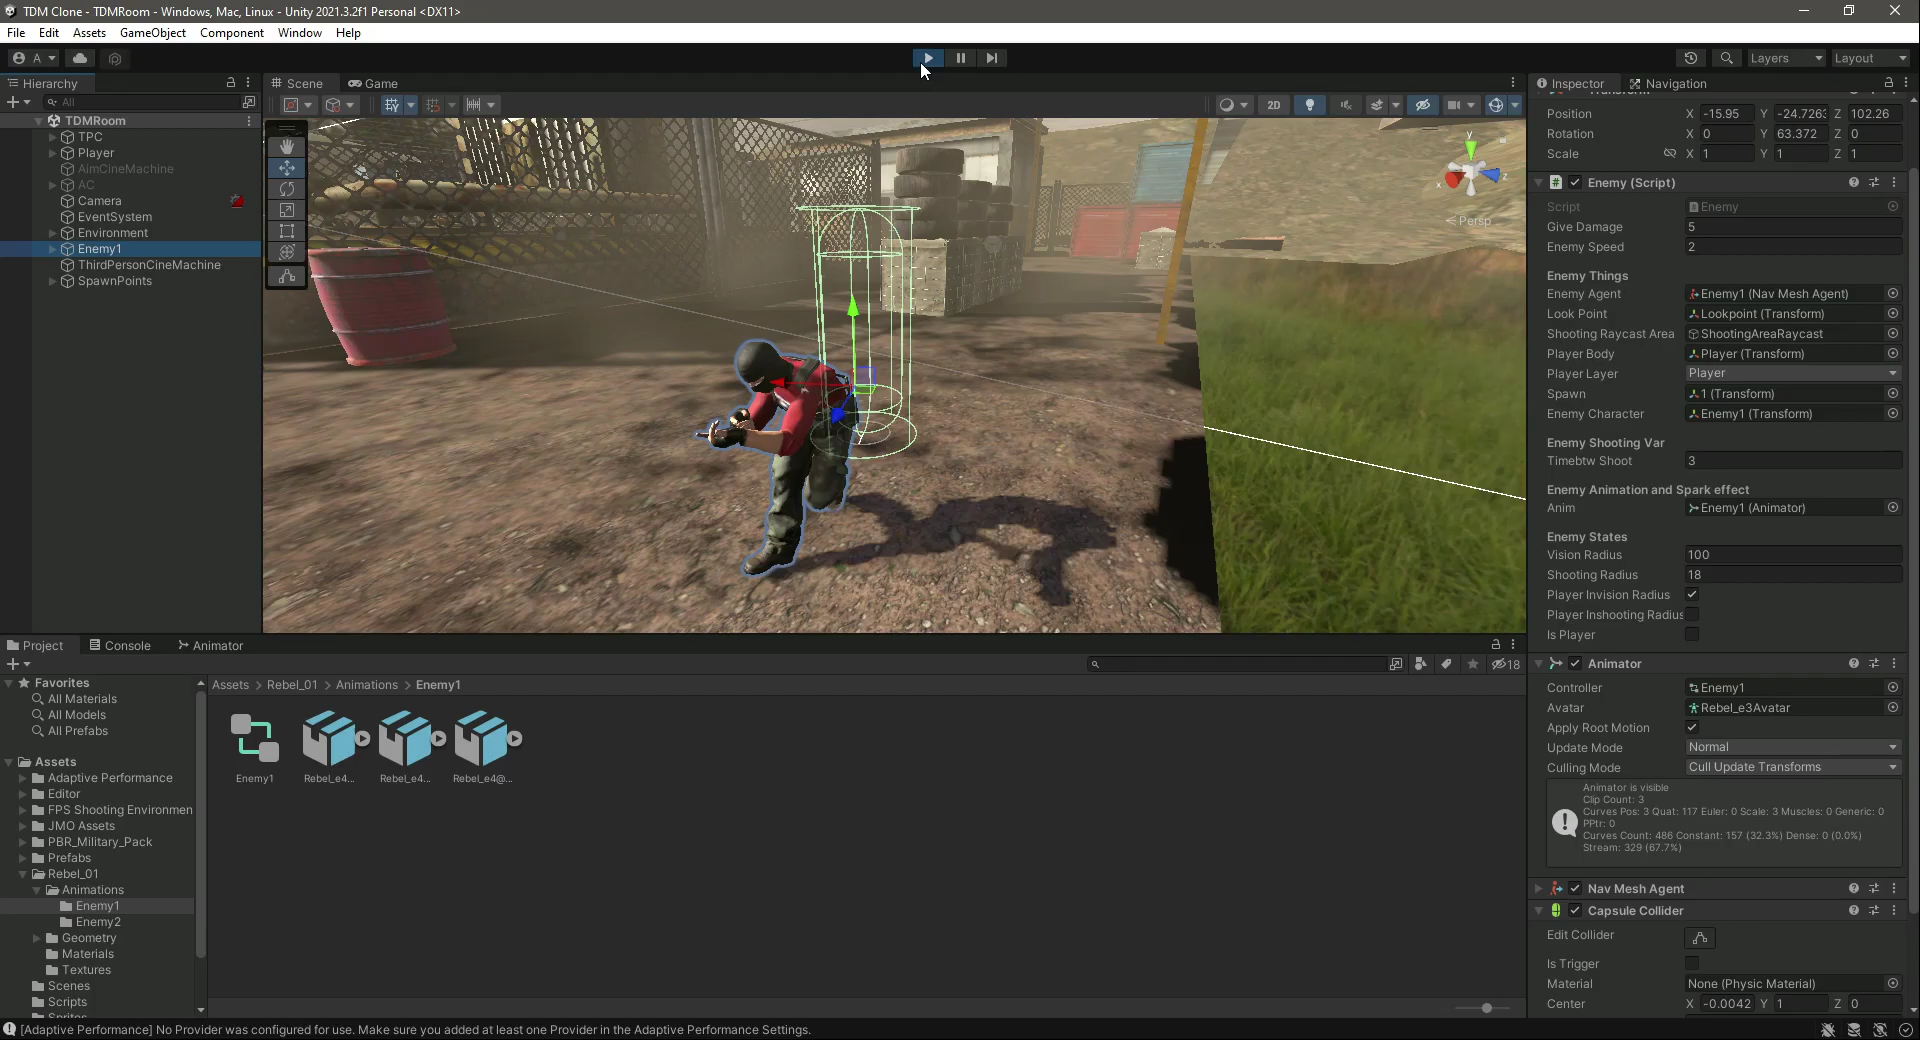 TDM Clone - TDMRoom - Windows, Mac, Linux - Unity 2021.3.2f1 Personal <DX11>
File Edit Assets GameObject Component Window Help
A
Layers Layout
Hierarchy
All
TDMRoom
TPC
Player
AimCineMachine
AC
Camera
EventSystem
Environment
Enemy1
ThirdPersonCineMachine
SpawnPoints
Scene Game
2D
y
x
z
Persp
Inspector Navigation
Position X -15.95 Y -24.7263 Z 102.26
Rotation X 0 Y 63.372 Z 0
Scale X 1 Y 1 Z 1
Enemy (Script)
Script Enemy
Give Damage 5
Enemy Speed 2
Enemy Things
Enemy Agent Enemy1 (Nav Mesh Agent)
Look Point Lookpoint (Transform)
Shooting Raycast Area ShootingAreaRaycast
Player Body Player (Transform)
Player Layer Player
Spawn 1 (Transform)
Enemy Character Enemy1 (Transform)
Enemy Shooting Var
Timebtw Shoot 3
Enemy Animation and Spark effect
Anim Enemy1 (Animator)
Enemy States
Vision Radius 100
Shooting Radius 18
Player Invision Radius
Player Inshooting Radius
Is Player
Animator
Controller Enemy1
Avatar Rebel_e3Avatar
Apply Root Motion
Update Mode Normal
Culling Mode Cull Update Transforms
Animator is visible
Clip Count: 3
Curves Pos: 3 Quat: 117 Euler: 0 Scale: 3 Muscles: 0 Generic: 0
PPtr: 0
Curves Count: 486 Constant: 157 (32.3%) Dense: 0 (0.0%)
Stream: 329 (67.7%)
Nav Mesh Agent
Capsule Collider
Edit Collider
Is Trigger
Material None (Physic Material)
Center X -0.0042 Y 1 Z 0
Project Console Animator
18
Favorites
All Materials
All Models
All Prefabs
Assets
Adaptive Performance
Editor
FPS Shooting Environmen
JMO Assets
PBR_Military_Pack
Prefabs
Rebel_01
Animations
Enemy1
Enemy2
Geometry
Materials
Textures
Scenes
Scripts
Assets > Rebel_01 > Animations > Enemy1
Enemy1 Rebel_e4... Rebel_e4... Rebel_e4@...
[Adaptive Performance] No Provider was configured for use. Make sure you added at least one Provider in the Adaptive Performance Settings.